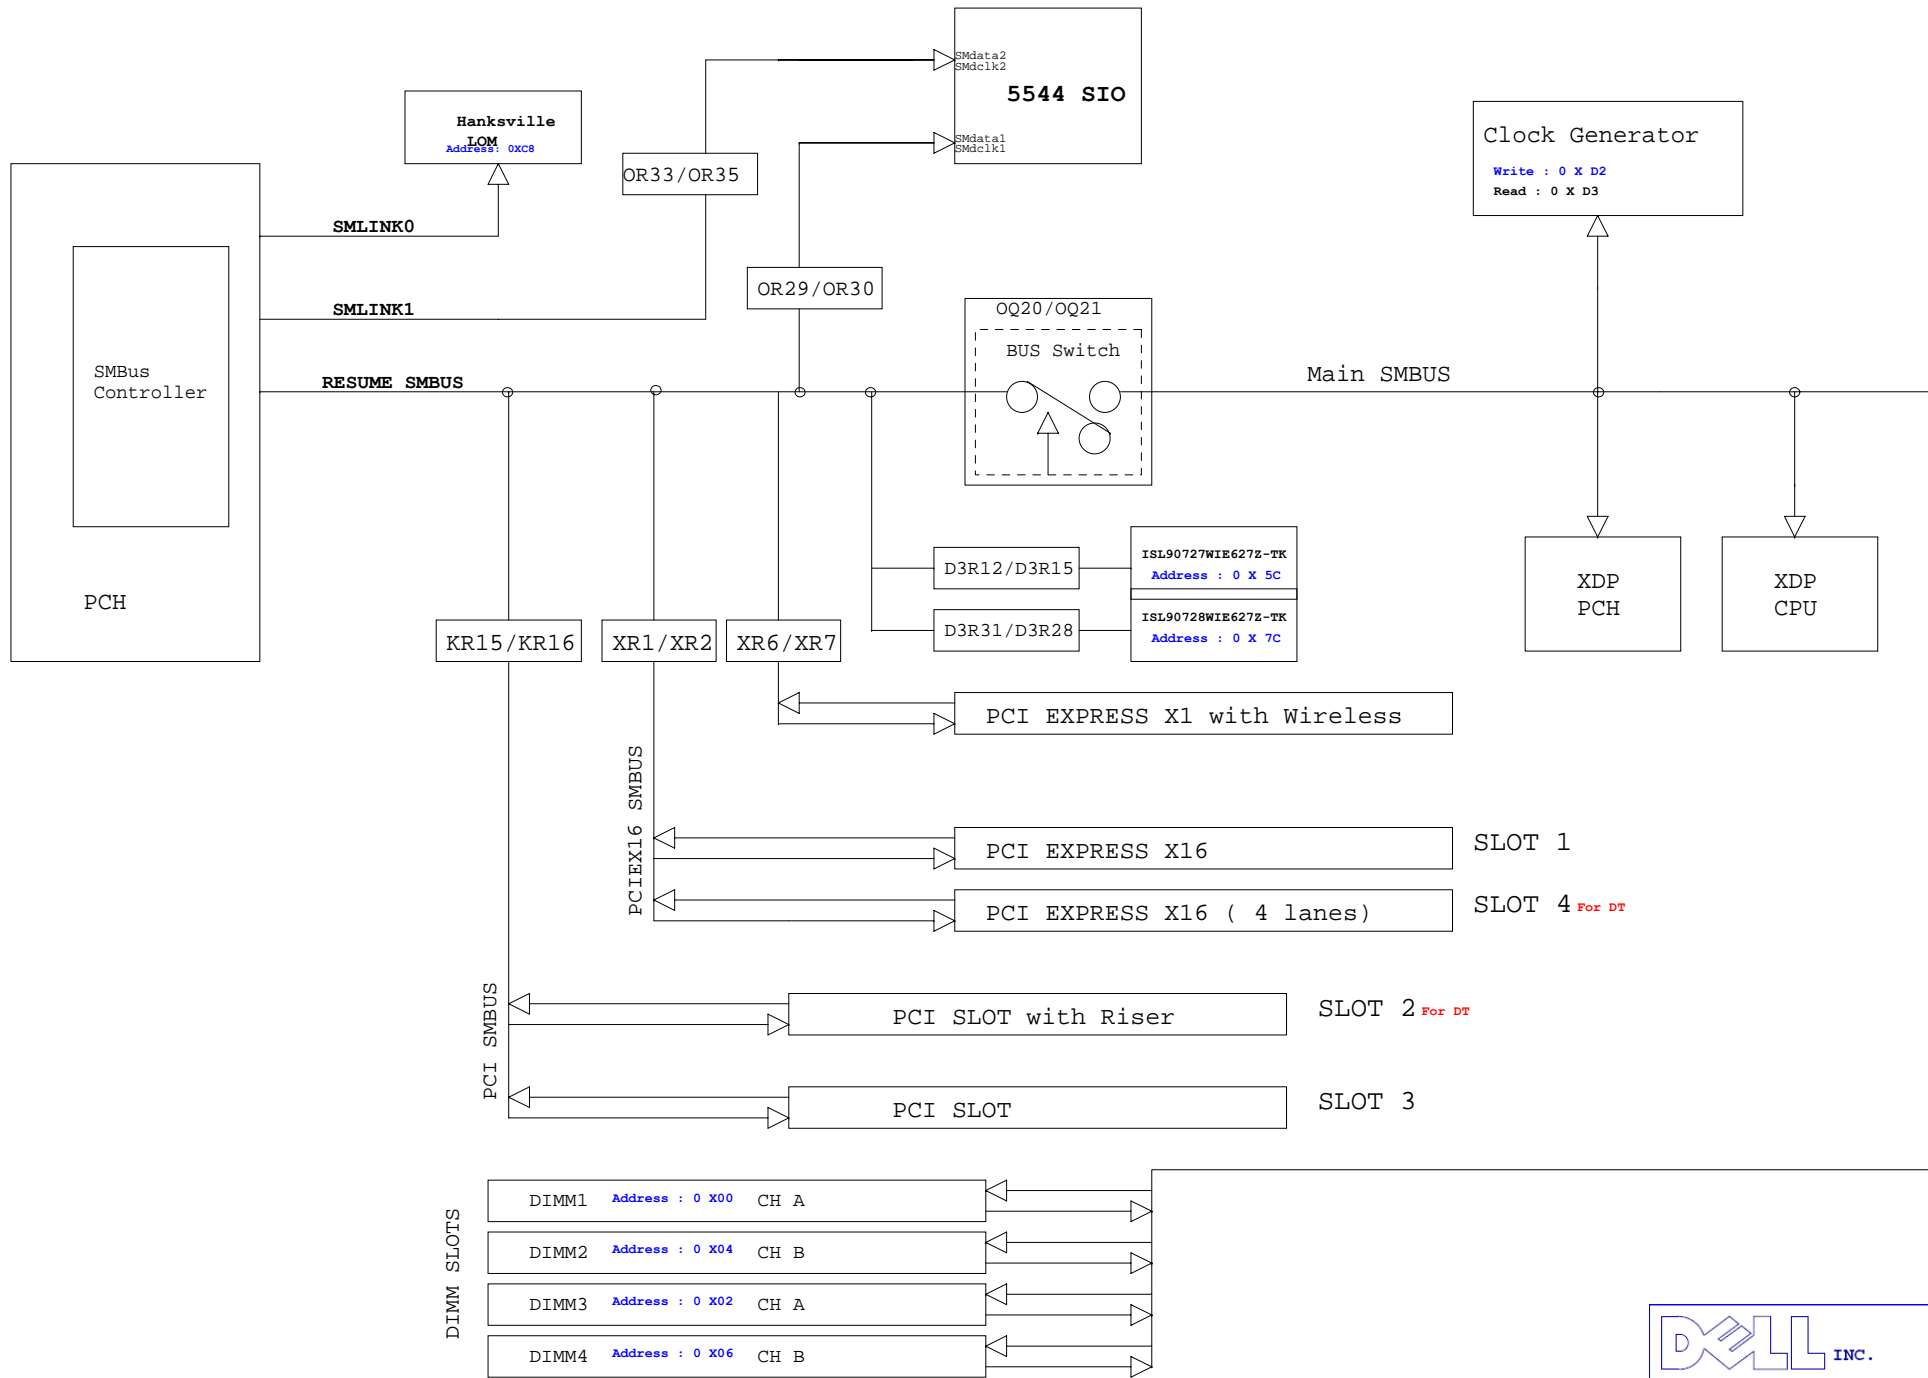 SMdata2
SMdclk2
5544 SIO
SMdata1
SMdclk1
Hanksville
LOM
Address: 0XC8
OR33/OR35
Clock Generator
Write : 0 X D2
Read : 0 X D3
SMLINK0
SMLINK1
OR29/OR30
OQ20/OQ21
BUS Switch
SMBus
Controller
RESUME SMBUS
Main SMBUS
PCH
D3R12/D3R15
ISL90727WIE627Z-TK
Address : 0 X 5C
D3R31/D3R28
ISL90728WIE627Z-TK
Address : 0 X 7C
XDP
PCH
XDP
CPU
KR15/KR16
XR1/XR2
XR6/XR7
PCI EXPRESS X1 with Wireless
PCIEX16 SMBUS
PCI EXPRESS X16
SLOT 1
PCI EXPRESS X16 ( 4 lanes)
SLOT 4 For DT
PCI SMBUS
PCI SLOT with Riser
SLOT 2 For DT
PCI SLOT
SLOT 3
DIMM SLOTS
DIMM1 Address : 0 X00 CH A
DIMM2 Address : 0 X04 CH B
DIMM3 Address : 0 X02 CH A
DIMM4 Address : 0 X06 CH B
DELL INC.